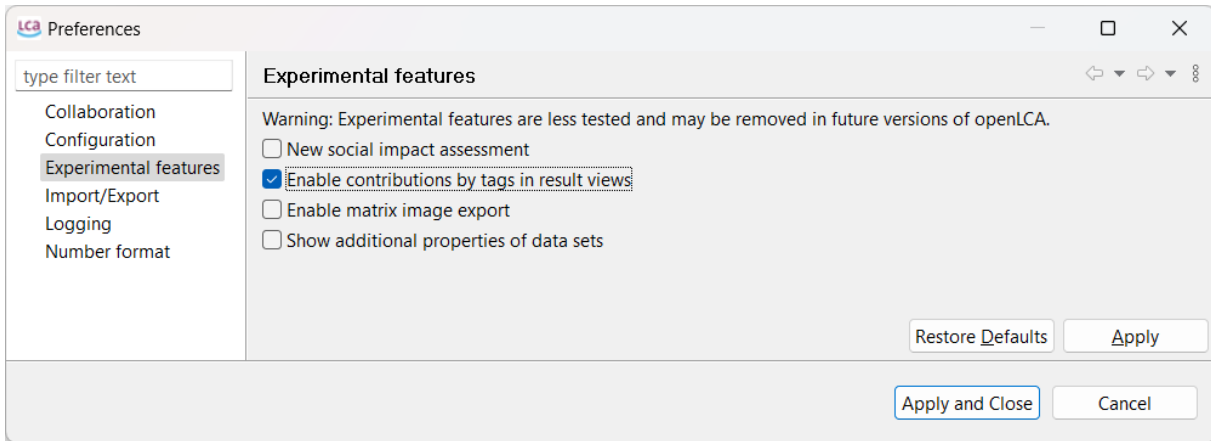 LCa Preferences
type filter text
Collaboration
Configuration
Experimental features
Import/Export
Logging
Number format
Experimental features
Warning: Experimental features are less tested and may be removed in future versions of openLCA.
New social impact assessment
Enable contributions by tags in result views
Enable matrix image export
Show additional properties of data sets
Restore Defaults
Apply
Apply and Close
Cancel